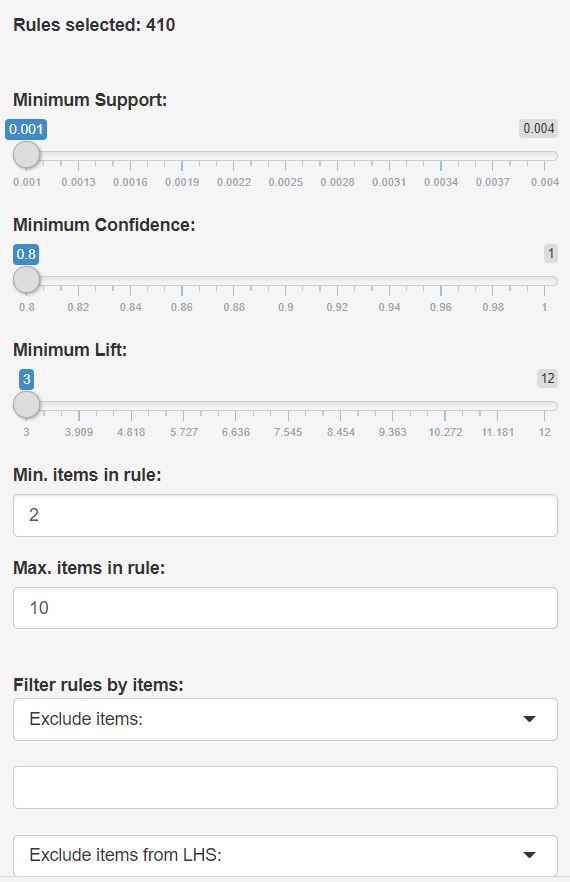 Rules selected: 410
Minimum Support:
0.001 0.004
0.001 0.0013 0.0016 0.0019 0.0022 0.0025 0.0028 0.0031 0.0034 0.0037 0.004
Minimum Confidence:
0.8 1
0.8 0.82 0.84 0.86 0.88 0.9 0.92 0.94 0.96 0.98 1
Minimum Lift:
3 12
3 3.909 4.818 5.727 6.636 7.545 8.454 9.363 10.272 11.181 12
Min. items in rule:
2
Max. items in rule:
10
Filter rules by items:
Exclude items:
Exclude items from LHS: